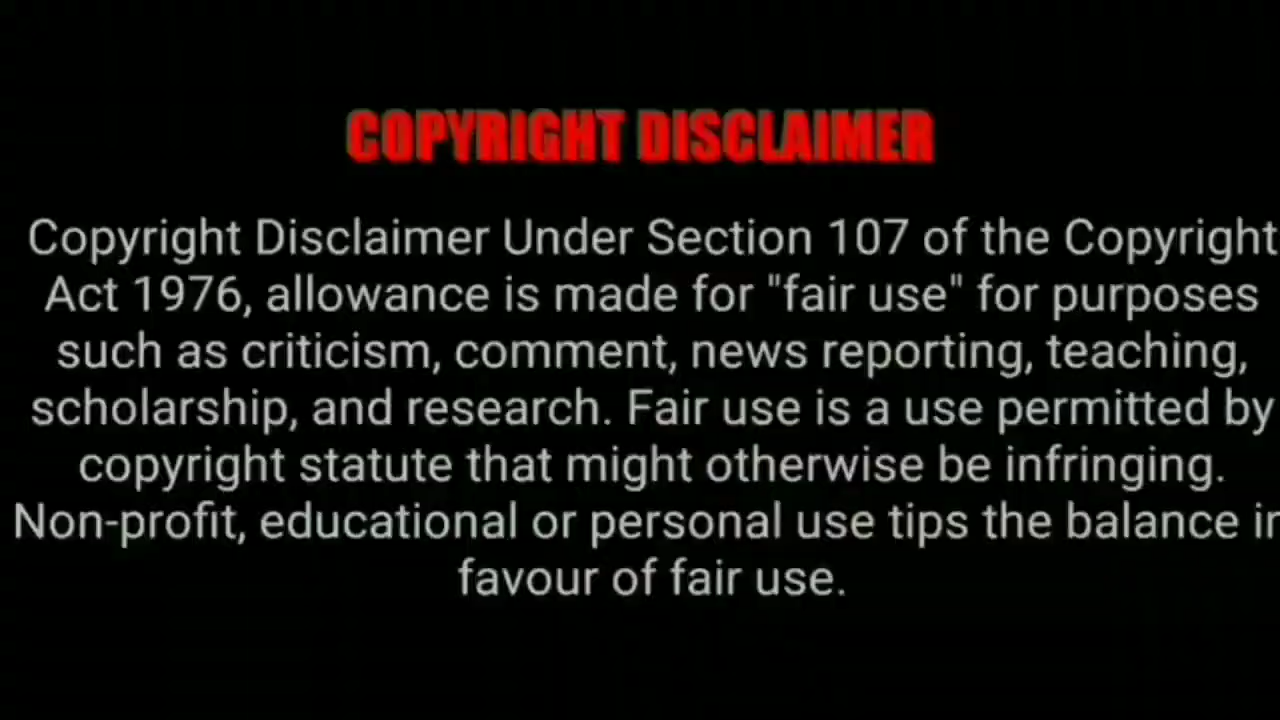 COPYRIGHT DISCLAIMER
Copyright Disclaimer Under Section 107 of the Copyright
Act 1976, allowance is made for "fair use" for purposes
such as criticism, comment, news reporting, teaching,
scholarship, and research. Fair use is a use permitted by
copyright statute that might otherwise be infringing.
Non-profit, educational or personal use tips the balance in
favour of fair use.